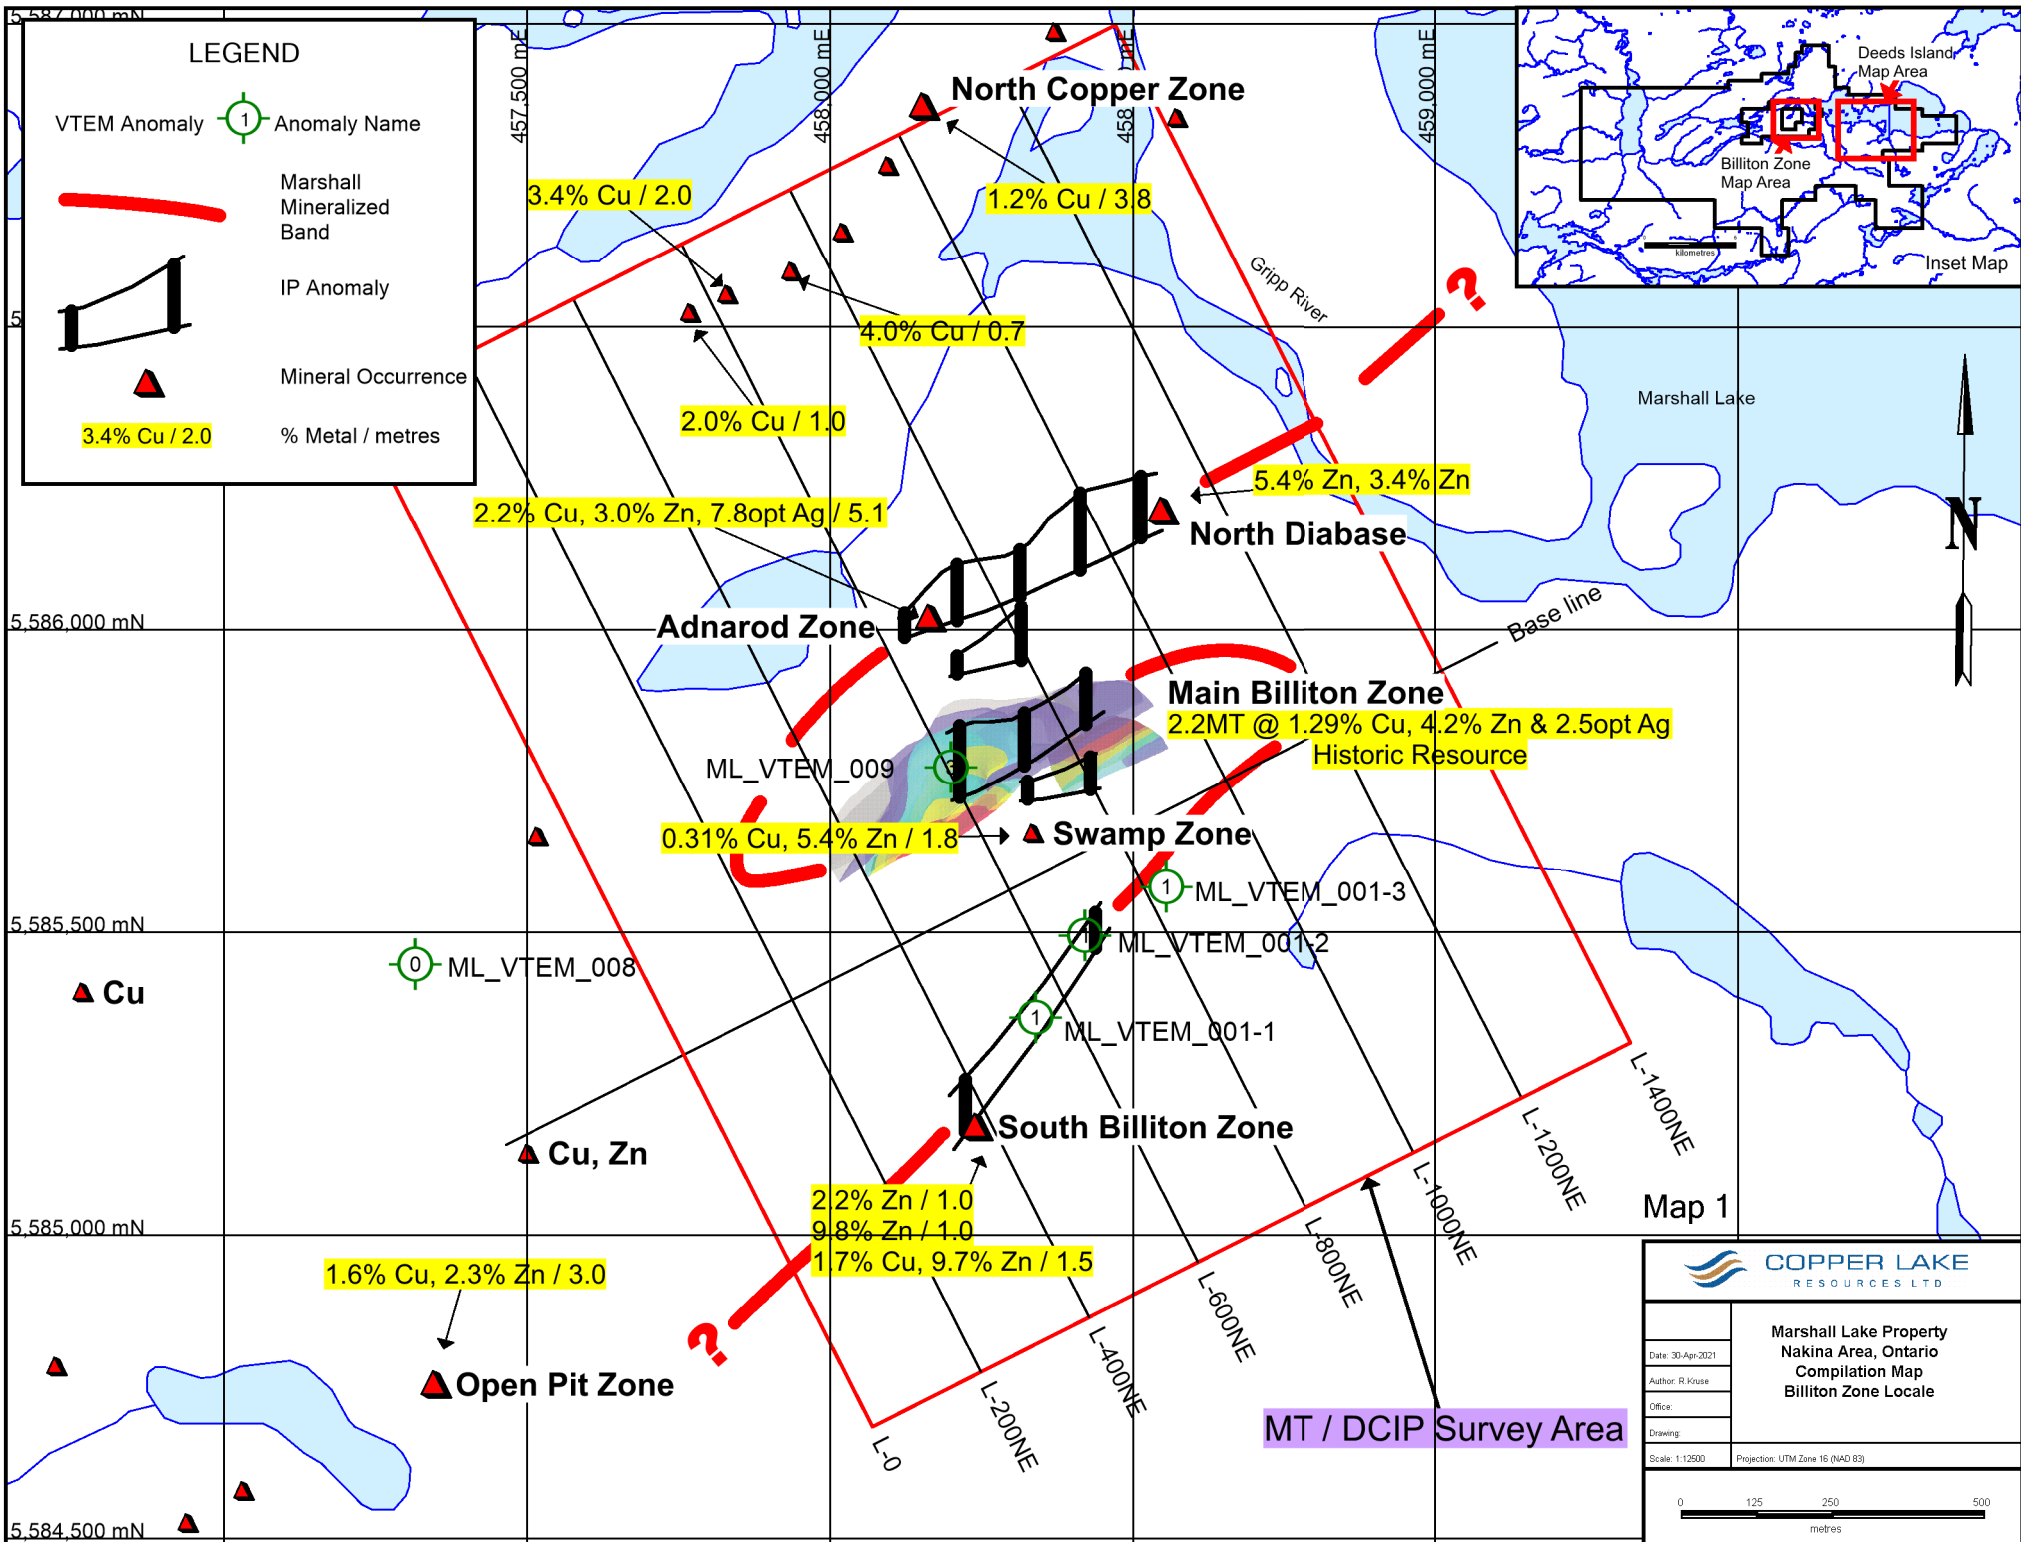 5,587,000 mN
LEGEND
VTEM Anomaly
1
Anomaly Name
Marshall
Mineralized
Band
IP Anomaly
Mineral Occurrence
3.4% Cu / 2.0
% Metal / metres
457,500 mE
458,000 mE
458
mE
459,000 mE
Deeds Island
Map Area
Billiton Zone
Map Area
kilometres
Inset Map
North Copper Zone
3.4% Cu / 2.0
1.2% Cu / 3.8
Gripp River
?
4.0% Cu / 0.7
2.0% Cu / 1.0
Marshall Lake
5.4% Zn, 3.4% Zn
2.2% Cu, 3.0% Zn, 7.8opt Ag / 5.1
North Diabase
N
5,586,000 mN
Adnarod Zone
Base line
Main Billiton Zone
2.2MT @ 1.29% Cu, 4.2% Zn & 2.5opt Ag
Historic Resource
ML_VTEM_009
3
0.31% Cu, 5.4% Zn / 1.8
Swamp Zone
1
ML_VTEM_001-3
5,585,500 mN
1
ML_VTEM_001-2
0
ML_VTEM_008
Cu
1
ML_VTEM_001-1
South Billiton Zone
Cu, Zn
2.2% Zn / 1.0
9.8% Zn / 1.0
1.7% Cu, 9.7% Zn / 1.5
5,585,000 mN
1.6% Cu, 2.3% Zn / 3.0
?
Open Pit Zone
L-0
L-200NE
L-400NE
L-600NE
L-800NE
L-1000NE
L-1200NE
L-1400NE
MT / DCIP Survey Area
Map 1
COPPER LAKE
RESOURCES LTD
Marshall Lake Property
Nakina Area, Ontario
Compilation Map
Billiton Zone Locale
Date: 30-Apr-2021
Author: R.Kruse
Office:
Drawing:
Scale: 1:12500
Projection: UTM Zone 16 (NAD 83)
0 125 250 500
metres
5,584,500 mN